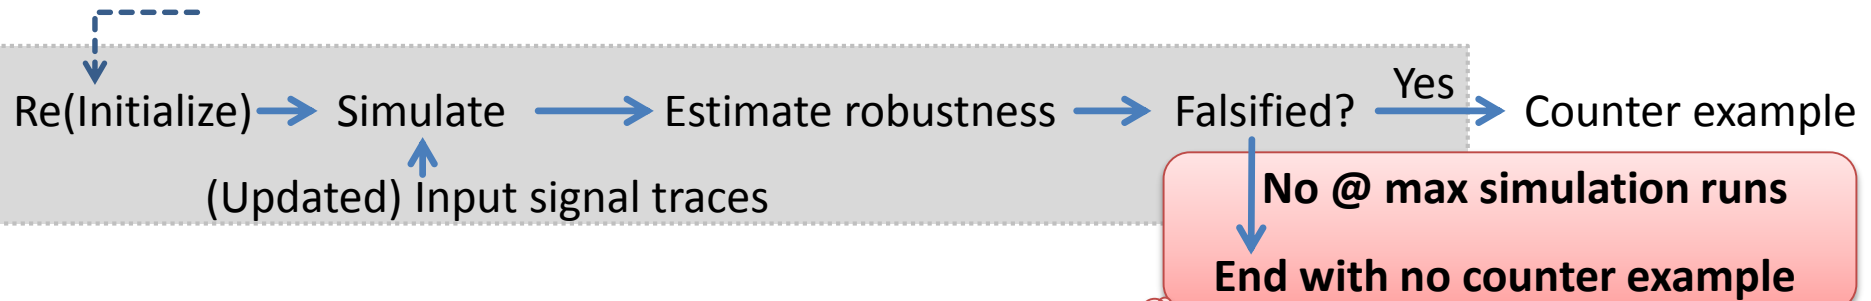 Yes
Re(Initialize) Simulate Estimate robustness Falsified? Counter example
(Updated) Input signal traces
No @ max simulation runs
End with no counter example